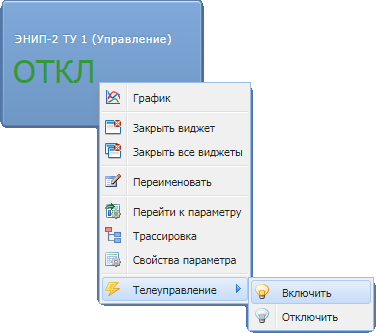 ЭНИП-2 ТУ 1 (Управление)
ОТКЛ
График
Закрыть виджет
Закрыть все виджеты
Переименовать
Перейти к параметру
Трассировка
Свойства параметра
Телеуправление
Включить
Отключить